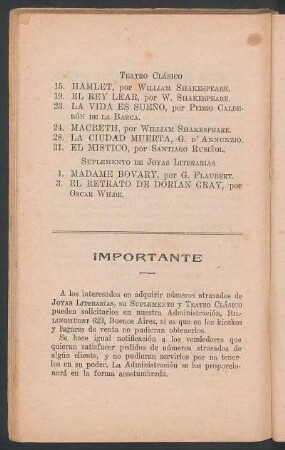 Teatro Clásico
15. HAMLET, por William Shakespeare.
19. EL REY LEAR, por W. Shakespeare.
23. LA VIDA ES SUEÑO, por Pedro Calde-
rón de la Barca.
24. MACBETH, por William Shakespeare.
28. LA CIUDAD MUERTA, G. d'Annunzio.
31. EL MISTICO, por Santiago Rusiñol.
Suplemento de Joyas Literarias
1. MADAME BOVARY, por G. Flaubert.
3. EL RETRATO DE DORIAN GRAY, por
Oscar Wilde.
IMPORTANTE
A los interesados en adquirir números atrasados de
Joyas Literarias, su Suplemento y Teatro Clásico
pueden solicitarlos en nuestra Administración, Bil-
linghurst 623, Buenos Aires, si es que en los kioskos
y lugares de venta no pudieran obtenerlos.
Se hace igual notificación a los vendedores que
quieran satisfacer pedidos de números atrasados de
algún cliente, y no pudieran servirlos por no tener-
los en su poder. La Administración se los proporcio-
nará en la forma acostumbrada.